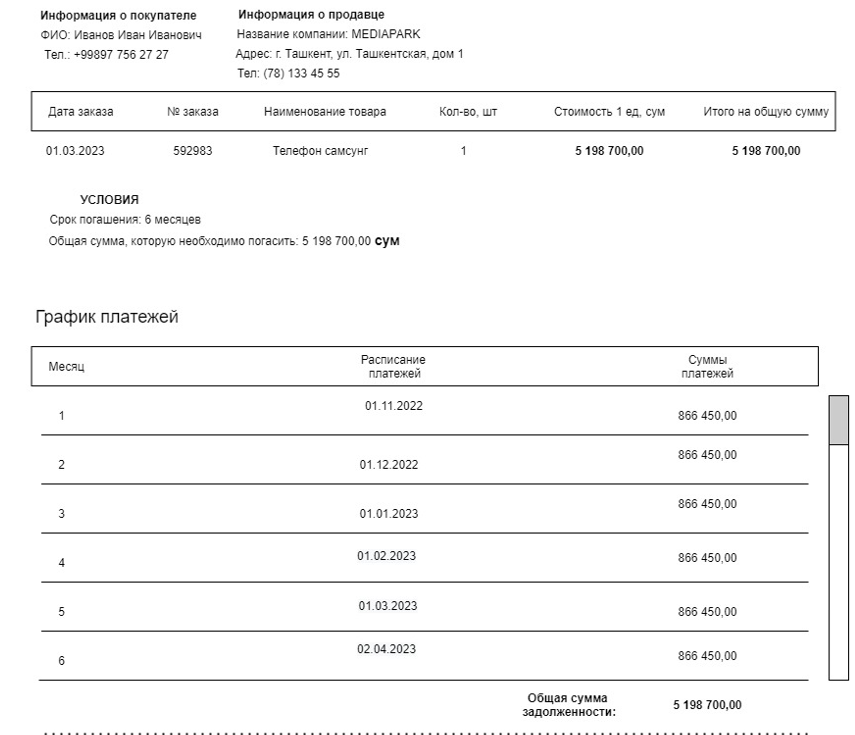 Информация о покупателе
ФИО: Иванов Иван Иванович
Тел.: +99897 756 27 27
Информация о продавце
Название компании: MEDIAPARK
Адрес: г. Ташкент, ул. Ташкентская, дом 1
Тел: (78) 133 45 55
Дата заказа № заказа Наименование товара Кол-во, шт Стоимость 1 ед, сум Итого на общую сумму
01.03.2023 592983 Телефон самсунг 1 5 198 700,00 5 198 700,00
УСЛОВИЯ
Срок погашения: 6 месяцев
Общая сумма, которую необходимо погасить: 5 198 700,00 сум
График платежей
Месяц Расписание платежей Суммы платежей
1 01.11.2022 866 450,00
2 01.12.2022 866 450,00
3 01.01.2023 866 450,00
4 01.02.2023 866 450,00
5 01.03.2023 866 450,00
6 02.04.2023 866 450,00
Общая сумма задолженности: 5 198 700,00